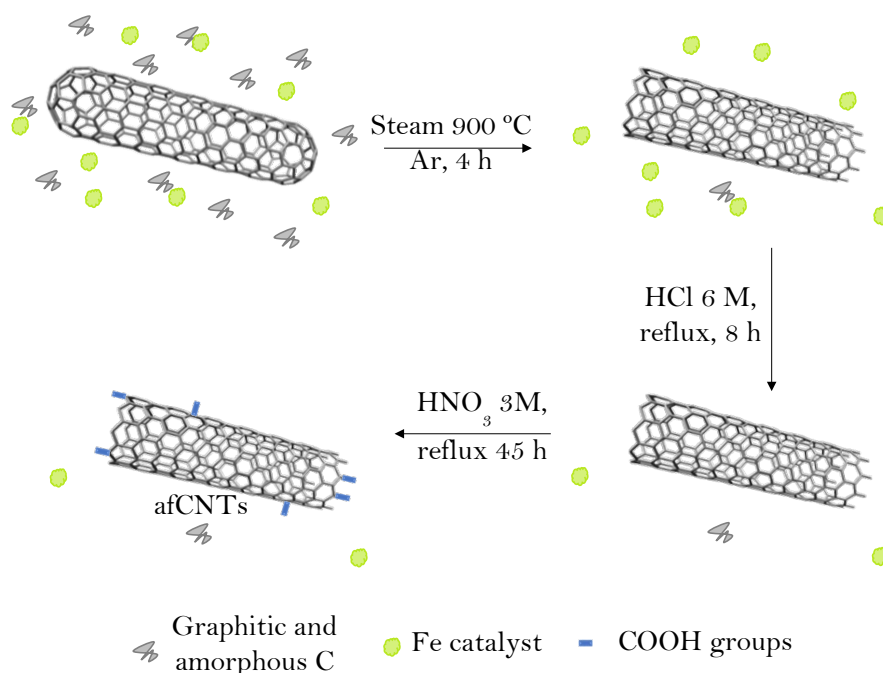 Steam 900 ºC
Ar, 4 h
HCl 6 M,
reflux, 8 h
HNO₃ 3M,
reflux 45 h
afCNTs
Graphitic and
amorphous C
Fe catalyst
COOH groups